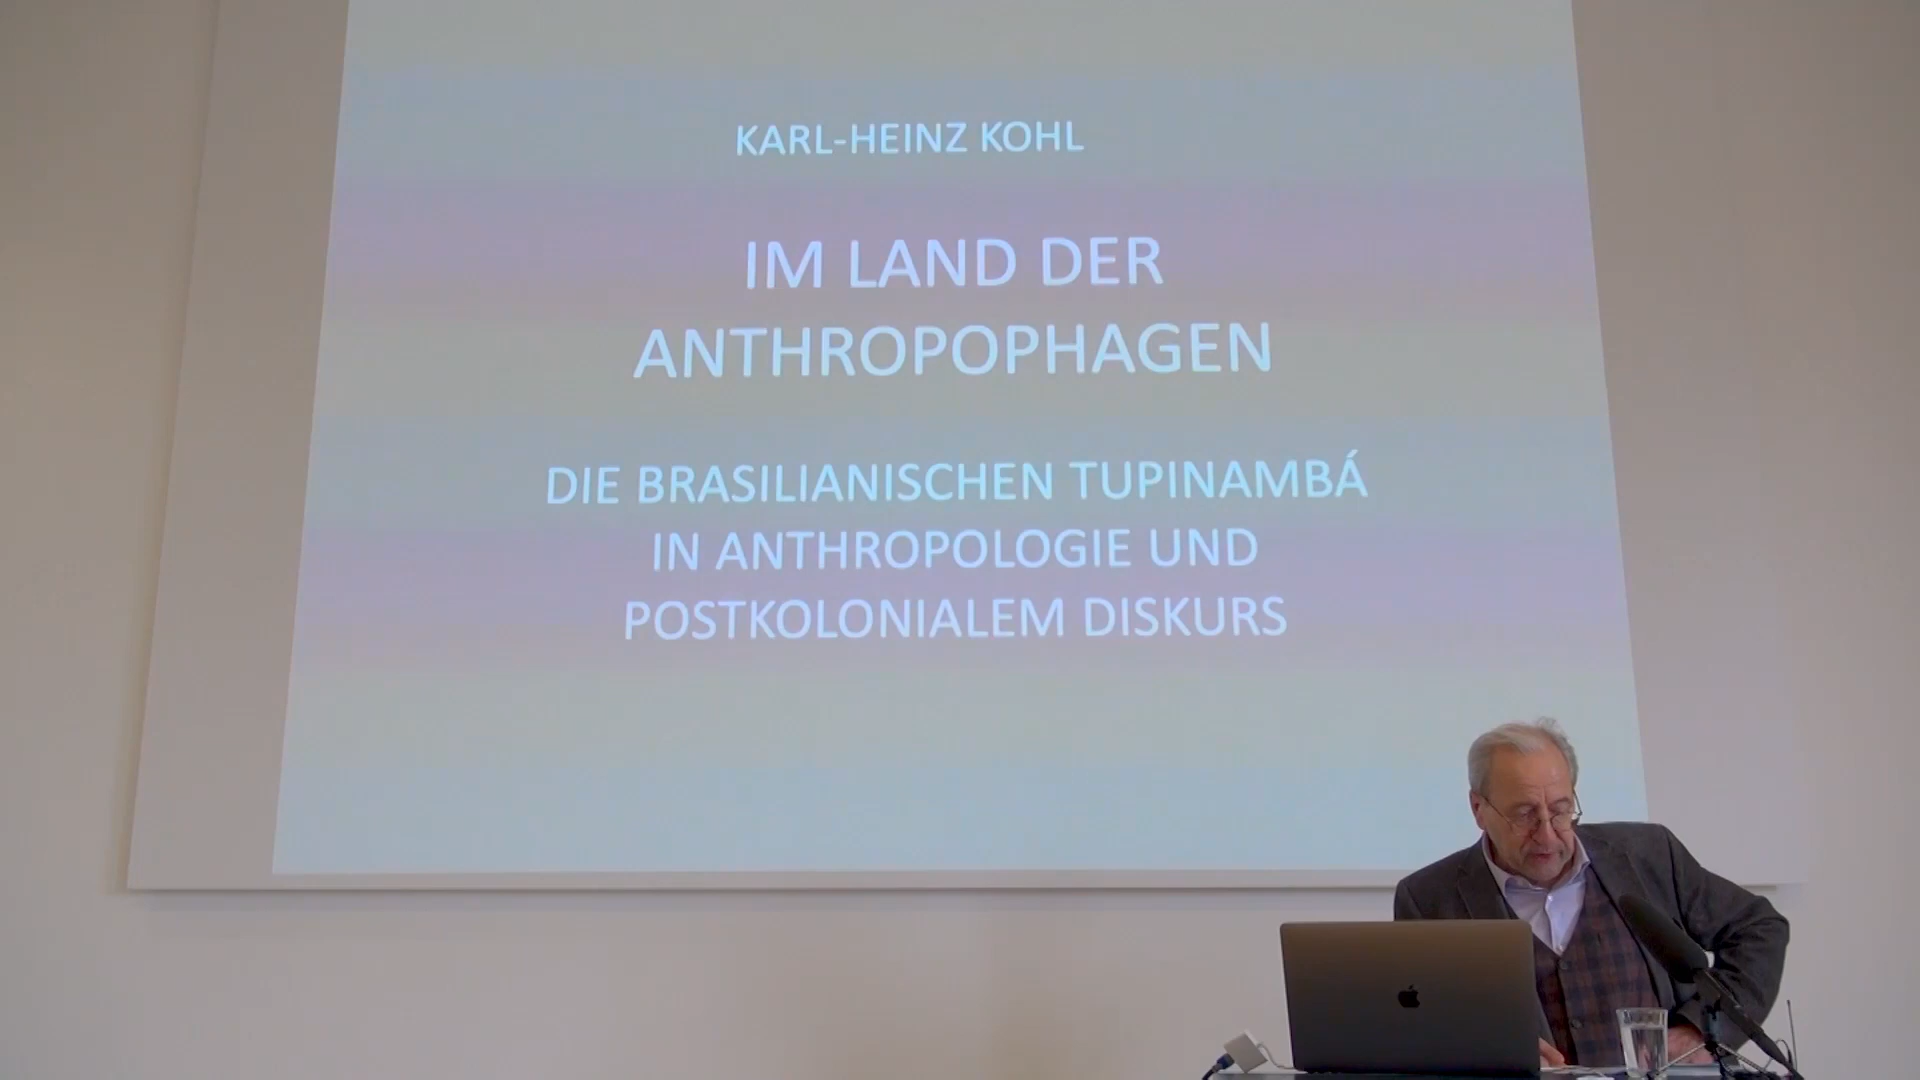 KARL-HEINZ KOHL
IM LAND DER
ANTHROPOPHAGEN
DIE BRASILIANISCHEN TUPINAMBÁ
IN ANTHROPOLOGIE UND
POSTKOLONIALEM DISKURS